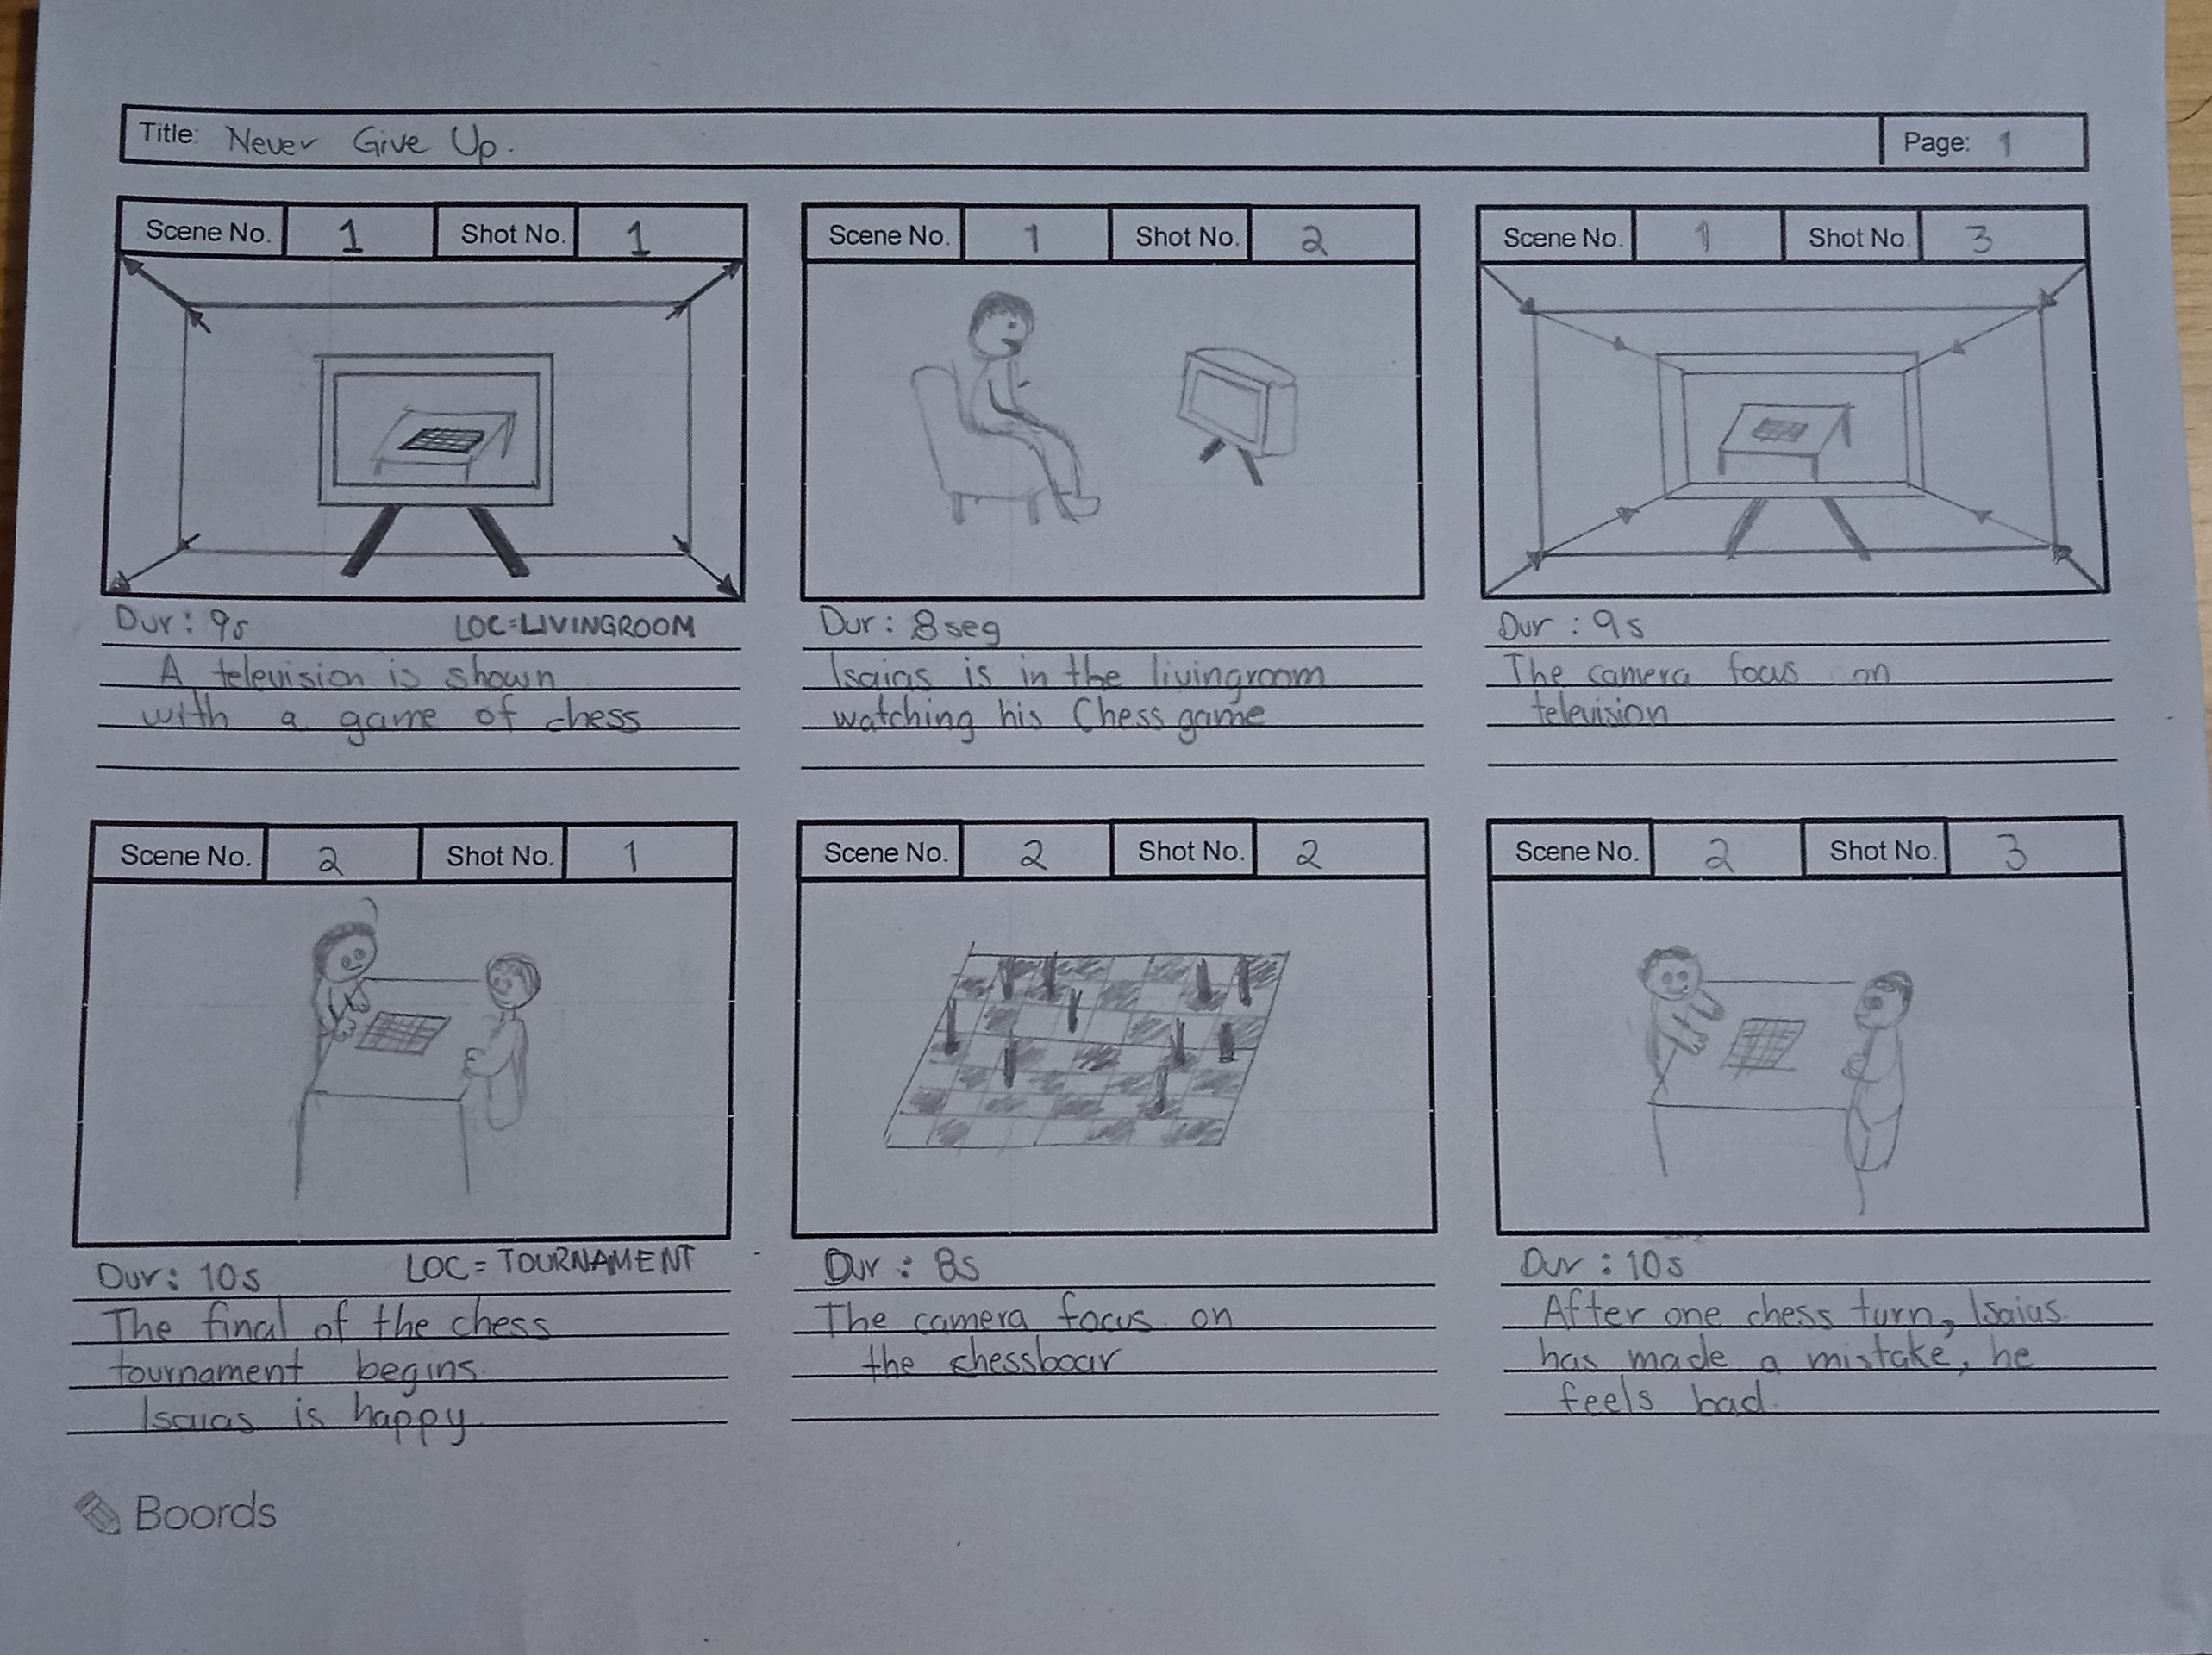 Title: Never Give Up.
Page: 1
Scene No. 1 Shot No. 1
Dur: 9s LOC=LIVINGROOM
A television is shown
with a game of chess
Scene No. 1 Shot No. 2
Dur: 8seg
Isaias is in the livingroom
watching his Chess game
Scene No. 1 Shot No. 3
Dur: 9s
The camera focus on
television
Scene No. 2 Shot No. 1
Dur: 10s LOC= TOURNAMENT
The final of the chess
tournament begins.
Isaias is happy
Scene No. 2 Shot No. 2
Dur: 8s
The camera focus on
the chessboar
Scene No. 2 Shot No. 3
Dur: 10s
After one chess turn, Isaias
has made a mistake, he
feels bad.
Boords